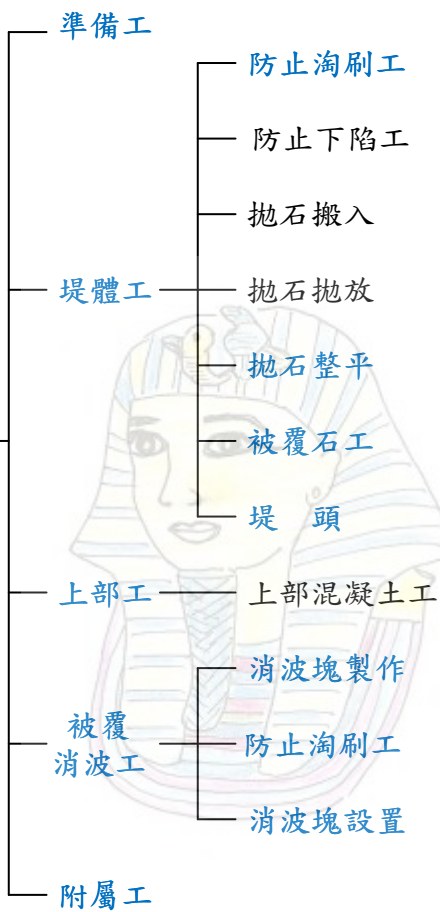 準備工
防止淘刷工
防止下陷工
拋石搬入
堤體工
拋石拋放
拋石整平
被覆石工
堤 頭
上部工
上部混凝土工
消波塊製作
被覆
消波工
防止淘刷工
消波塊設置
附屬工